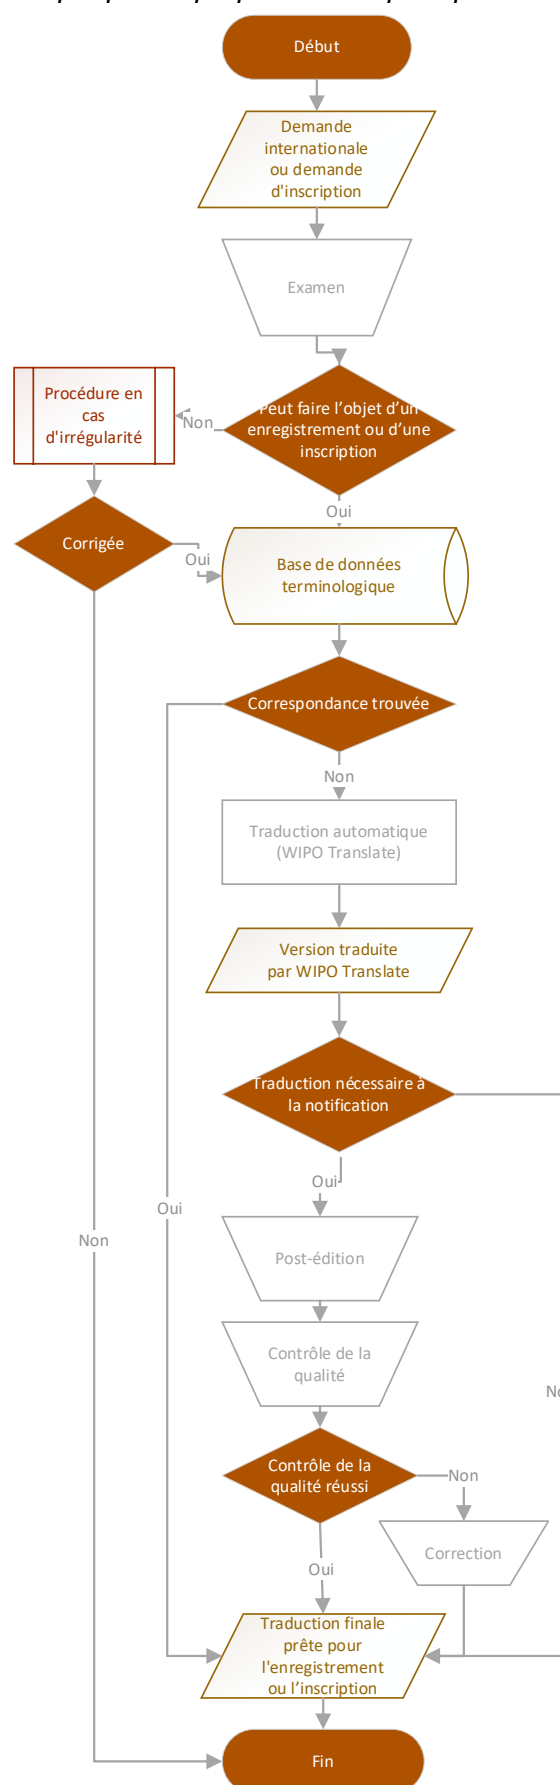 Début
Demande
internationale
ou demande
d'inscription
Examen
Peut faire l’objet d’un
enregistrement ou d’une
inscription
Non
Procédure en
cas
d'irrégularité
Oui
Corrigée
Oui
Base de données
terminologique
Correspondance trouvée
Non
Traduction automatique
(WIPO Translate)
Version traduite
par WIPO Translate
Traduction nécessaire à
la notification
Oui
Oui
Non
Post-édition
Contrôle de la
qualité
Contrôle de la
qualité réussi
Non
Correction
Oui
Traduction finale
prête pour
l'enregistrement
ou l’inscription
Fin